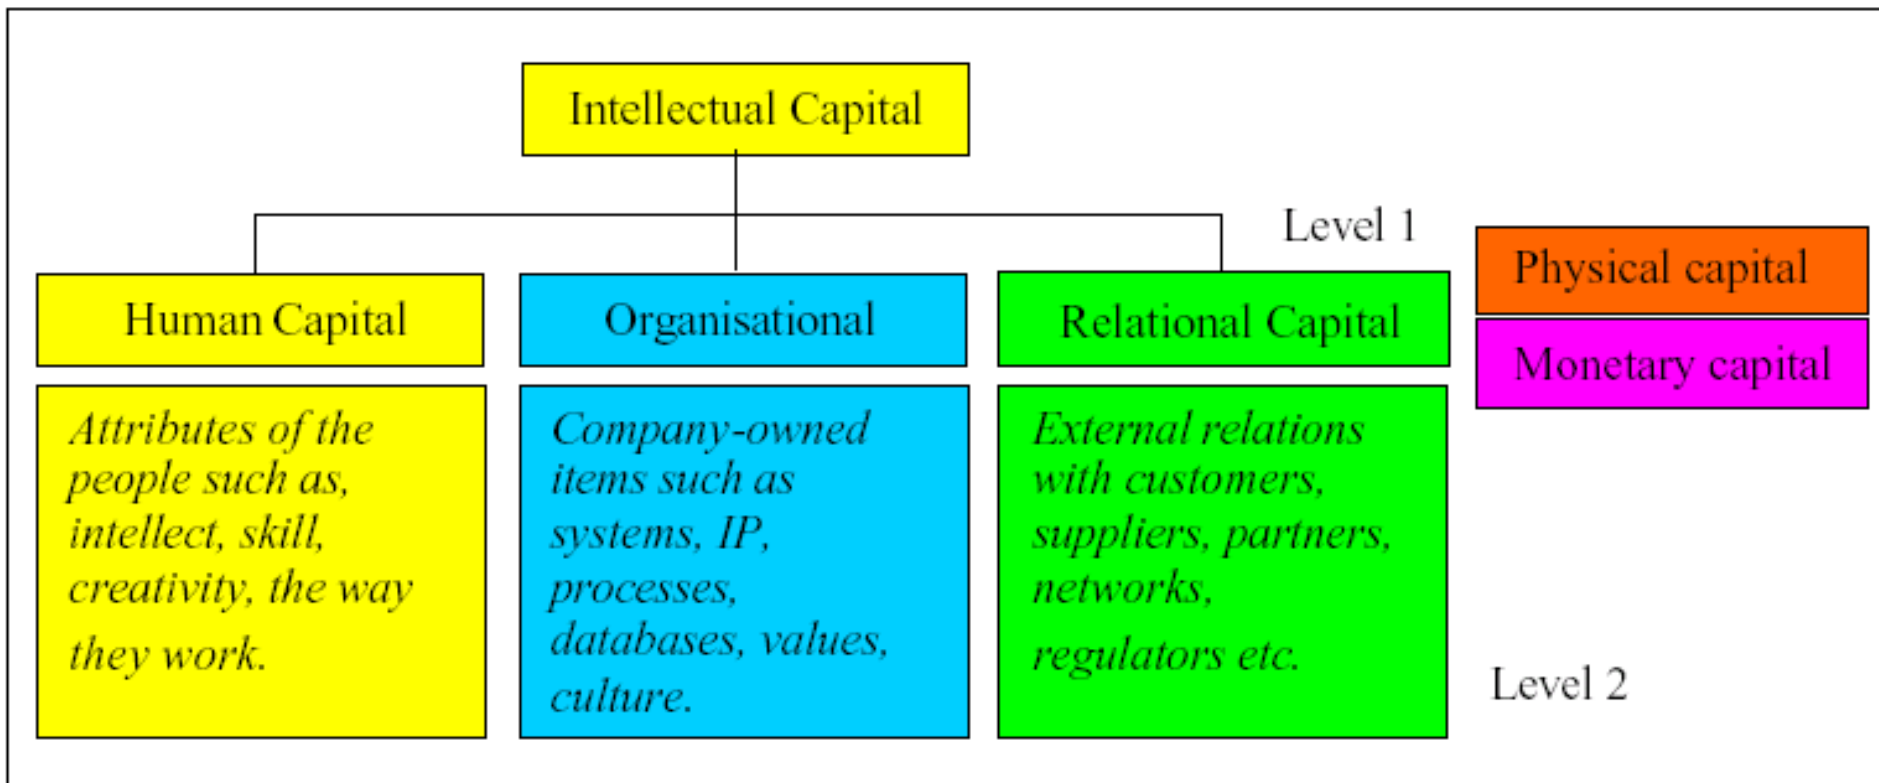 Intellectual Capital
Level 1
Physical capital
Monetary capital
Human Capital
Organisational
Relational Capital
Attributes of the
people such as,
intellect, skill,
creativity, the way
they work.
Company-owned
items such as
systems, IP,
processes,
databases, values,
culture.
External relations
with customers,
suppliers, partners,
networks,
regulators etc.
Level 2